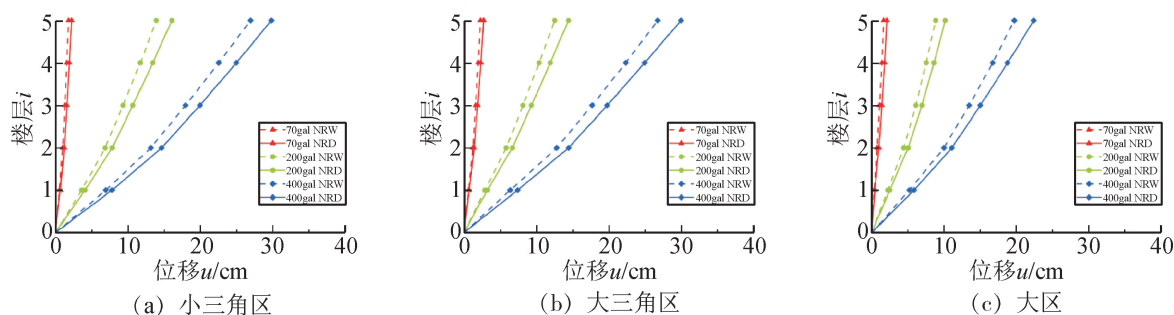 5
4
3
2
1
0
楼层i
70gal NRW
70gal NRD
200gal NRW
200gal NRD
400gal NRW
400gal NRD
0 10 20 30 40
位移u/cm
(a) 小三角区
5
4
3
2
1
0
楼层i
70gal NRW
70gal NRD
200gal NRW
200gal NRD
400gal NRW
400gal NRD
0 10 20 30 40
位移u/cm
(b) 大三角区
5
4
3
2
1
0
楼层i
70gal NRW
70gal NRD
200gal NRW
200gal NRD
400gal NRW
400gal NRD
0 10 20 30 40
位移u/cm
(c) 大区